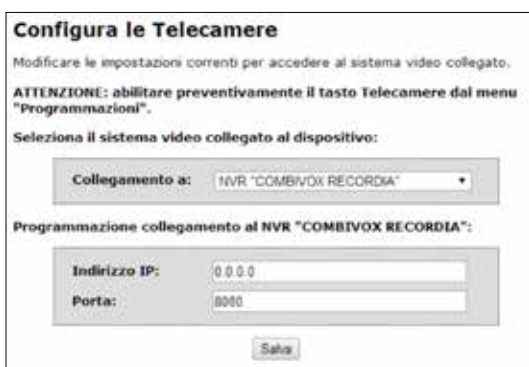 Configura le Telecamere
Modificare le impostazioni correnti per accedere al sistema video collegato.
ATTENZIONE: abilitare preventivamente il tasto Telecamere dal menu
"Programmazioni".
Seleziona il sistema video collegato al dispositivo:
Collegamento a: NVR "COMBIVOX RECORDIA"
Programmazione collegamento al NVR "COMBIVOX RECORDIA":
Indirizzo IP: 0.0.0.0
Porta: 8080
Salva